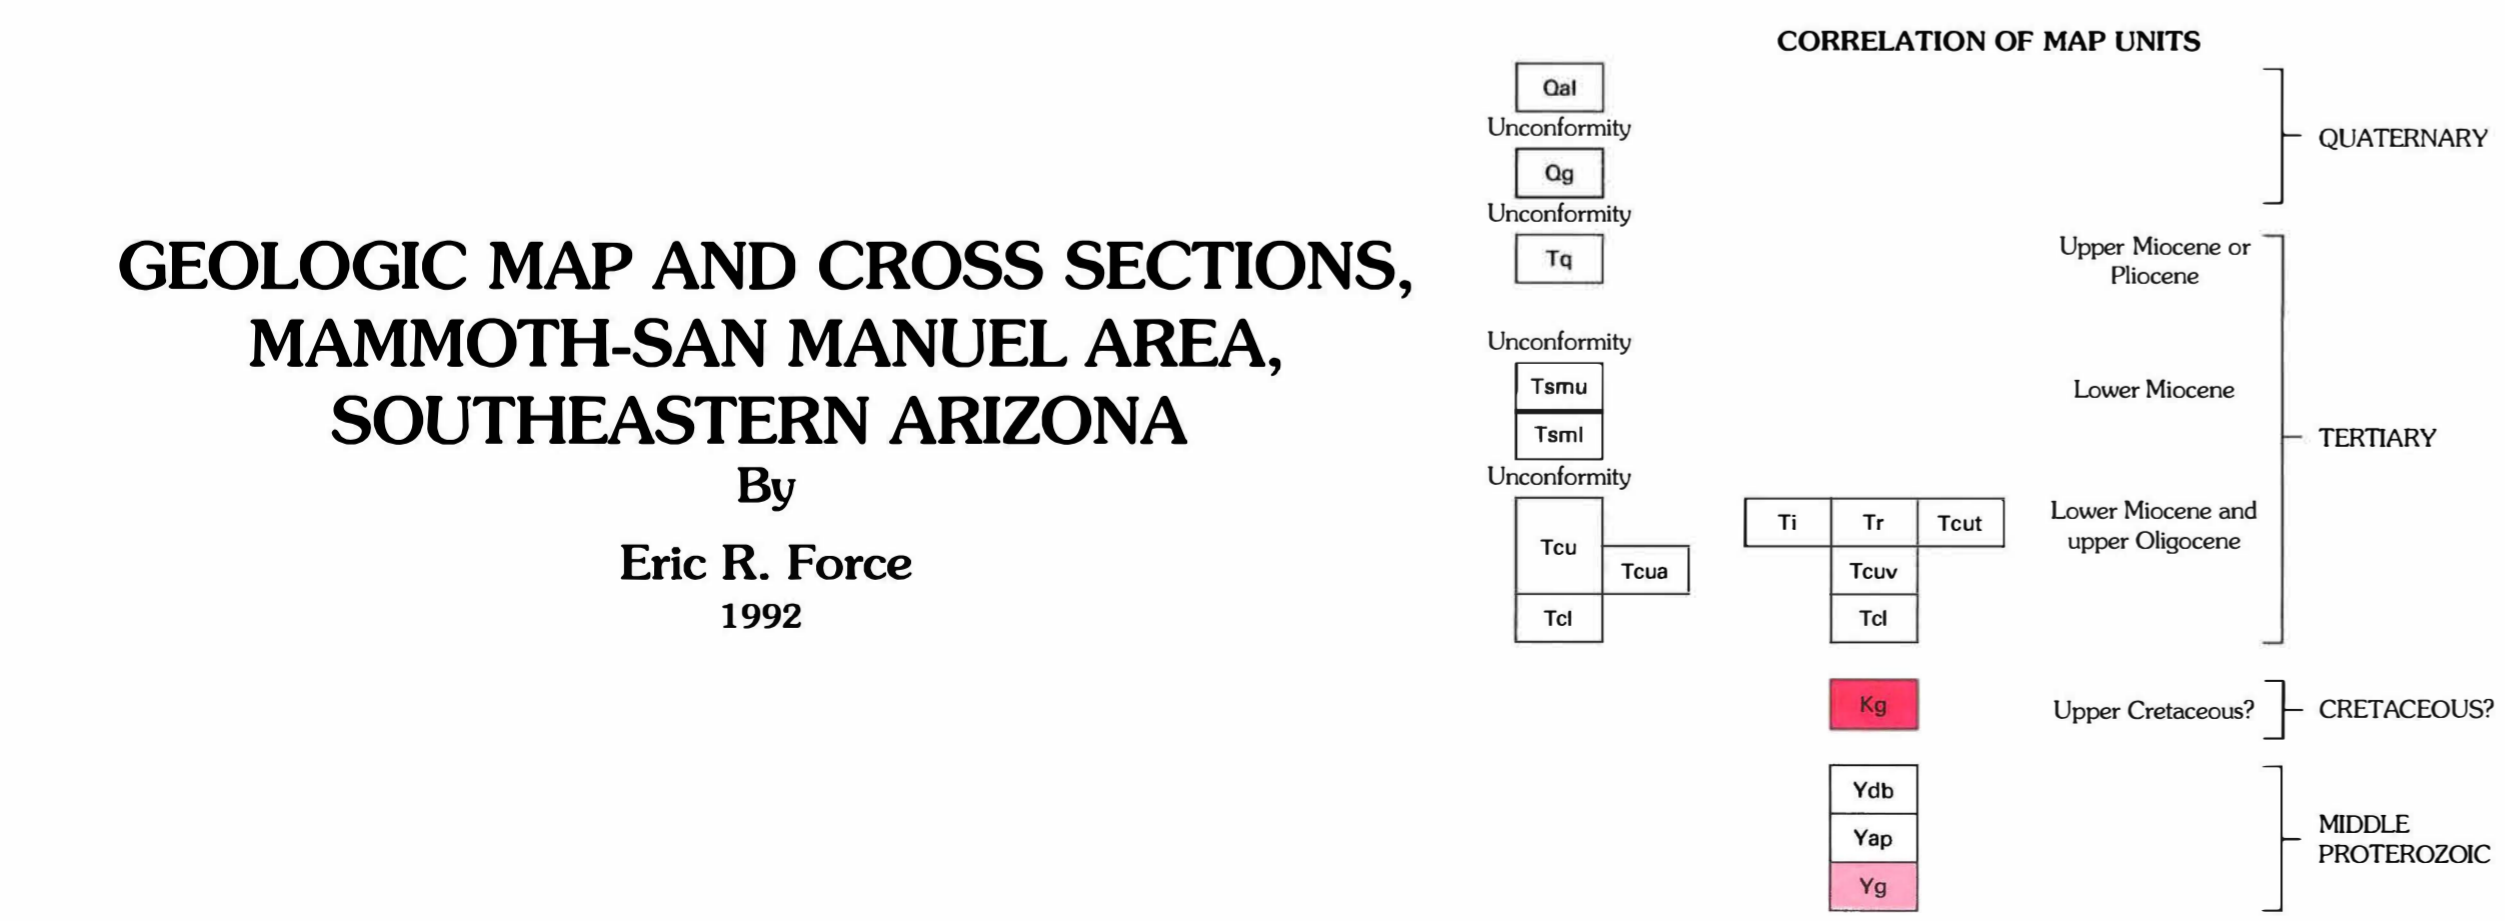 GEOLOGIC MAP AND CROSS SECTIONS,
MAMMOTH-SAN MANUEL AREA,
SOUTHEASTERN ARIZONA
By
Eric R. Force
1992
CORRELATION OF MAP UNITS
Qal
Unconformity
Qg
Unconformity
QUATERNARY
Tq
Upper Miocene or
Pliocene
Unconformity
Tsmu
Lower Miocene
Tsml
TERTIARY
Unconformity
Tcu
Tcua
Tcl
Ti
Tr
Tcut
Tcuv
Tcl
Lower Miocene and
upper Oligocene
Kg
Upper Cretaceous?
CRETACEOUS?
Ydb
Yap
Yg
MIDDLE
PROTEROZOIC